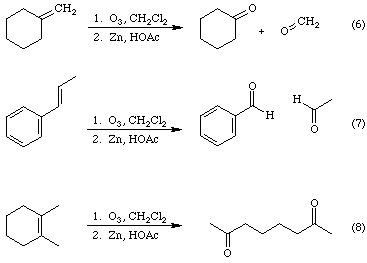 CH₂ 1. O₃, CH₂Cl₂ O O CH₂ (6)
2. Zn, HOAc +
1. O₃, CH₂Cl₂ O H H O (7)
2. Zn, HOAc
1. O₃, CH₂Cl₂ O O (8)
2. Zn, HOAc